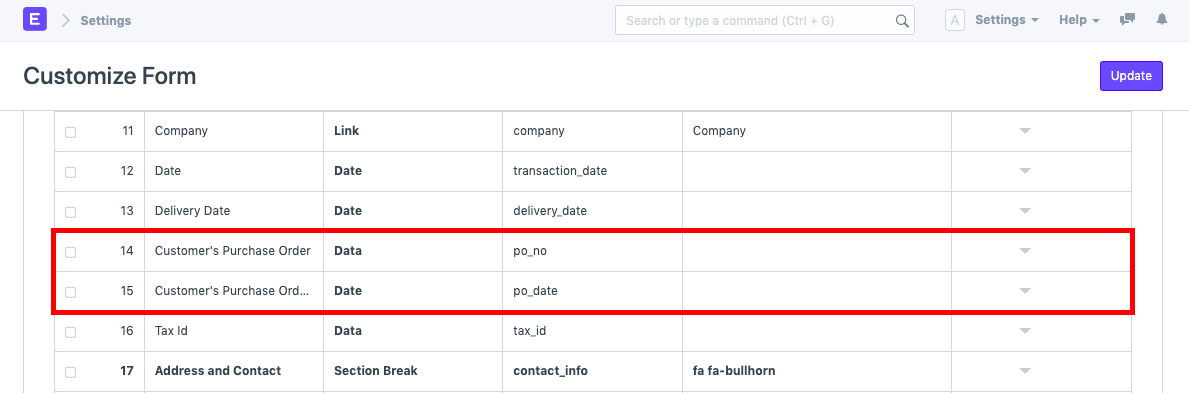 E Settings Search or type a command (Ctrl + G) A Settings Help
Customize Form Update
11 Company Link company Company
12 Date Date transaction_date
13 Delivery Date Date delivery_date
14 Customer's Purchase Order Data po_no
15 Customer's Purchase Ord... Date po_date
16 Tax Id Data tax_id
17 Address and Contact Section Break contact_info fa fa-bullhorn